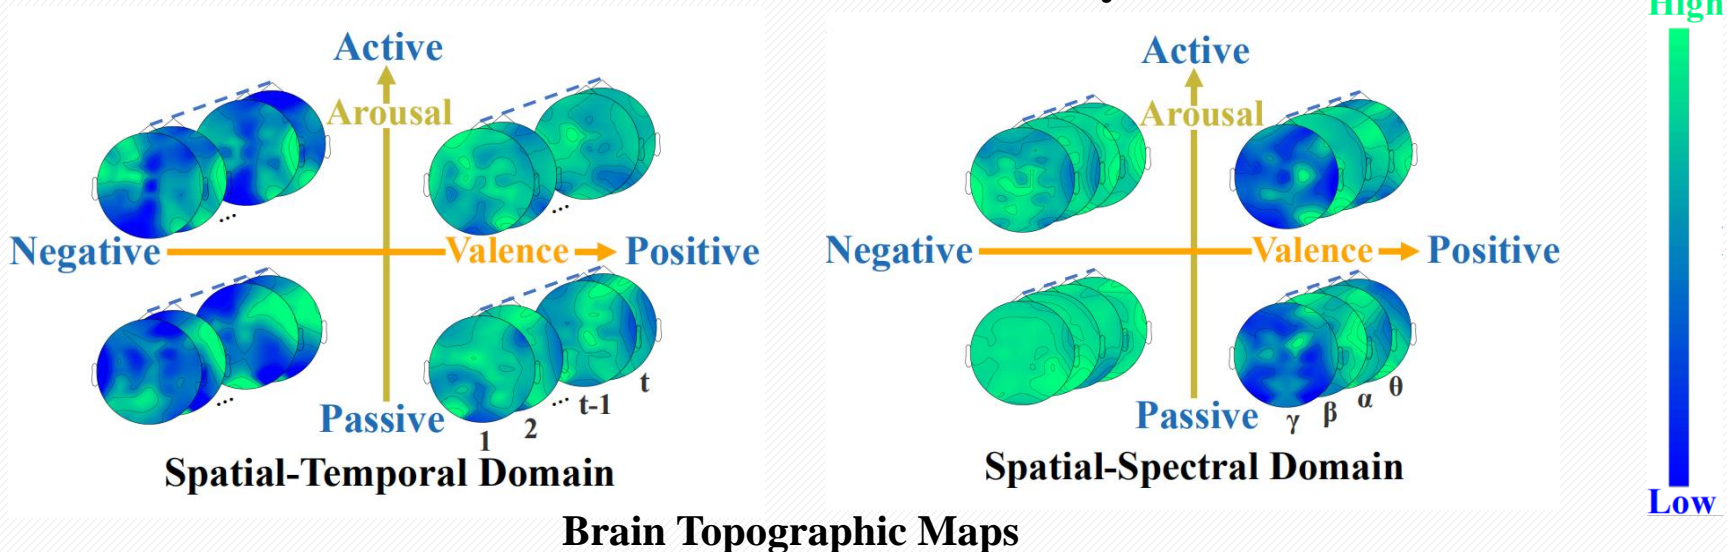 High
Active
Arousal
Negative
Valence
Positive
...
...
...
...
Passive
1
2
t-1
t
Spatial-Temporal Domain
Active
Arousal
Negative
Valence
Positive
Passive
γ
β
α
θ
Spatial-Spectral Domain
Low
Brain Topographic Maps